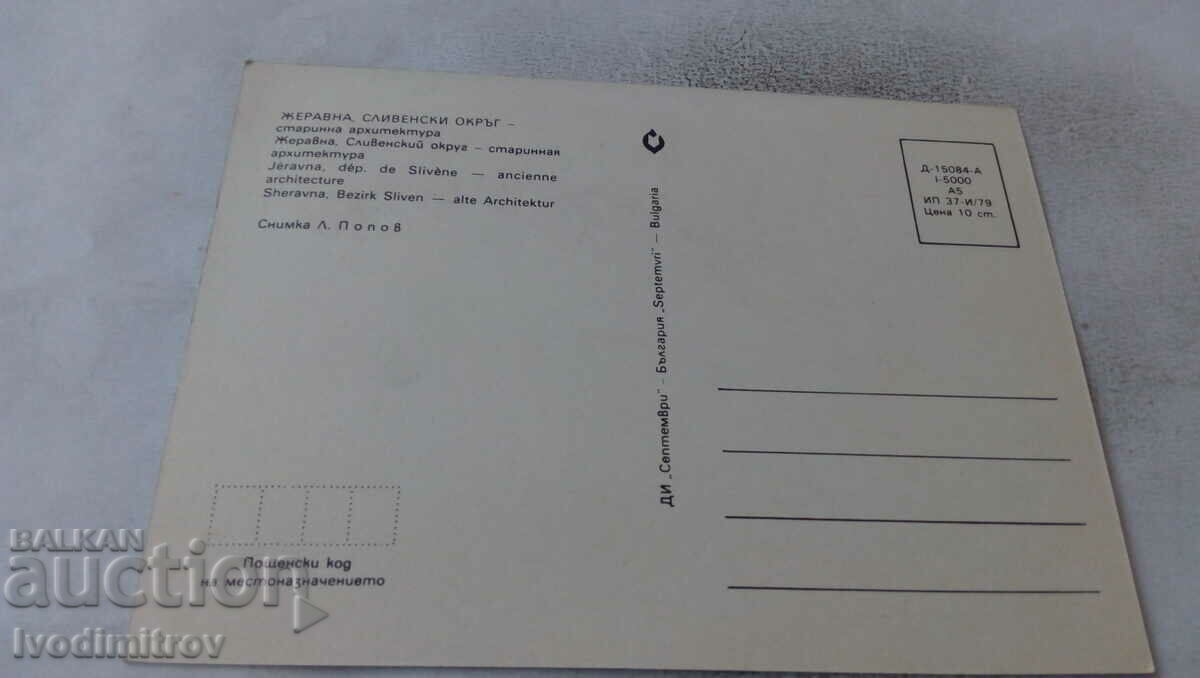 ЖЕРАВНА, СЛИВЕНСКИ ОКРЪГ –
старинна архитектура
Жеравна, Сливенский округ – старинная
архитектура
Jéravna, dép. de Slivène — ancienne
architecture
Sheravna, Bezirk Sliven — alte Architektur
Снимка Л. Попов
ДИ „Септември" – България „Septemvri" – Bulgaria
Д-15084-А
I-5000
А5
ИП 37-И/79
Цена 10 ст.
Пощенски код
на местоназначението
BALKAN
auction
Ivodimitrov